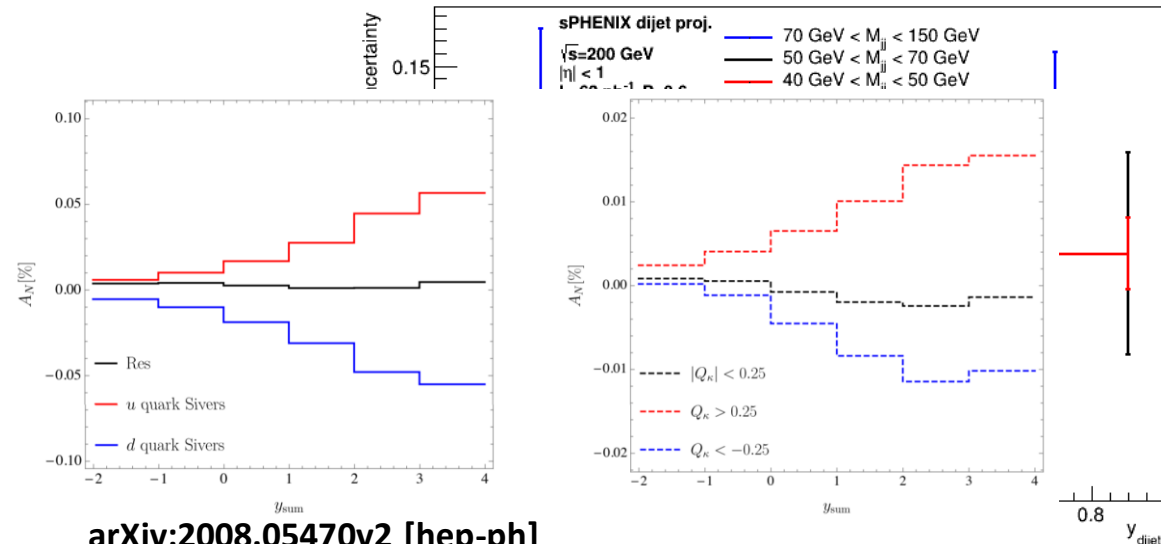 sPHENIX dijet proj.
√s=200 GeV
|η| < 1
70 GeV < M_jj < 150 GeV
50 GeV < M_jj < 70 GeV
40 GeV < M_jj < 50 GeV
0.15
0.10
0.05
0.00
−0.05
−0.10
A_N[%]
Res
u quark Sivers
d quark Sivers
−2 −1 0 1 2 3 4
y_sum
0.02
0.01
0.00
−0.01
−0.02
A_N[%]
|Q_κ| < 0.25
Q_κ > 0.25
Q_κ < −0.25
−2 −1 0 1 2 3 4
y_sum
0.8
y_dijet
arXiv:2008.05470v2 [hep-ph]